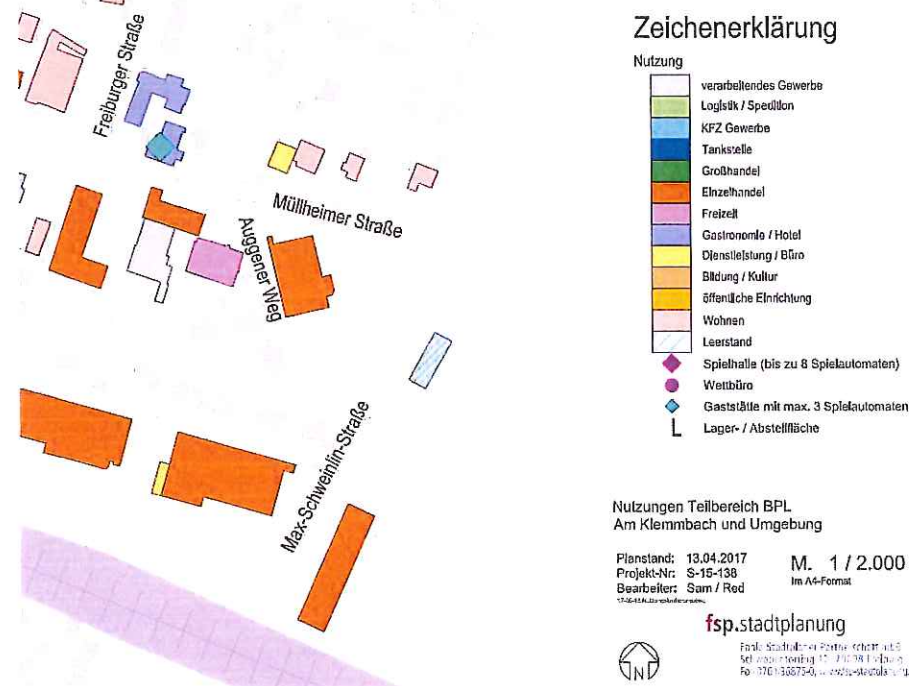 Freiburger Straße
Müllheimer Straße
Auggener Weg
Max-Schweinlin-Straße
Zeichenerklärung
Nutzung
verarbeitendes Gewerbe
Logistik / Spedition
KFZ Gewerbe
Tankstelle
Großhandel
Einzelhandel
Freizeit
Gastronomie / Hotel
Dienstleistung / Büro
Bildung / Kultur
öffentliche Einrichtung
Wohnen
Leerstand
Spielhalle (bis zu 8 Spielautomaten)
Wettbüro
Gaststätte mit max. 3 Spielautomaten
L Lager- / Abstellfläche
Nutzungen Teilbereich BPL
Am Klemmbach und Umgebung
Planstand: 13.04.2017
Projekt-Nr: S-15-138
Bearbeiter: Sam / Red
M. 1 / 2.000
Im A4-Format
fsp.stadtplanung
N